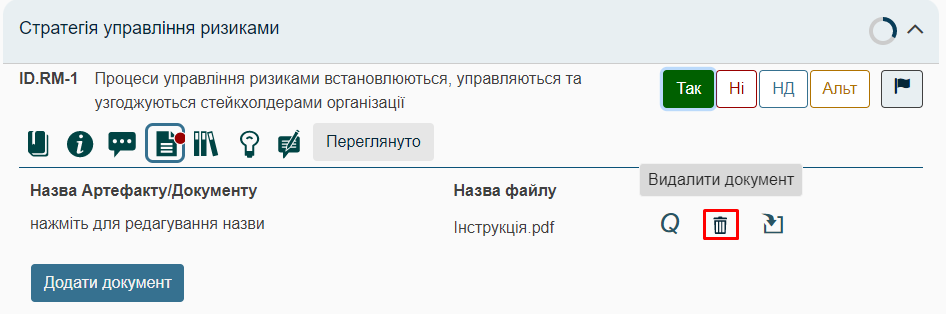 Стратегія управління ризиками
ID.RM-1 Процеси управління ризиками встановлюються, управляються та
узгоджуються стейкхолдерами організації
Так Ні НД Альт
Переглянуто
Видалити документ
Назва Артефакту/Документу Назва файлу
нажміть для редагування назви Інструкція.pdf Q
Додати документ